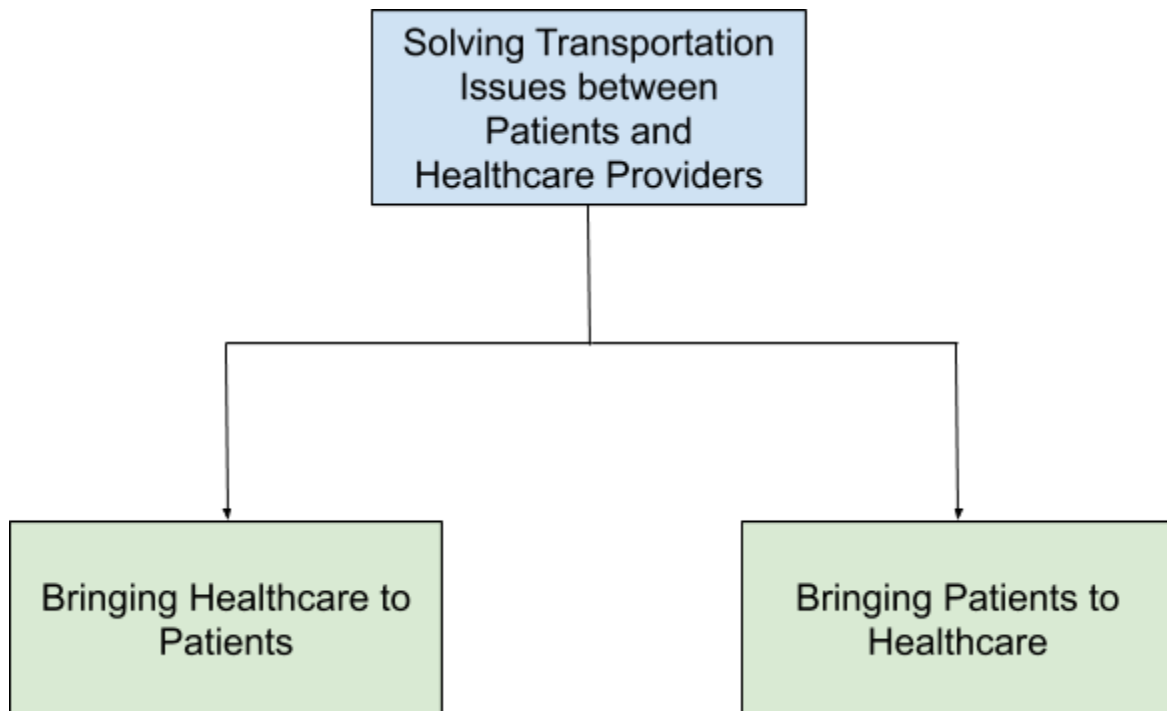 Solving Transportation
Issues between
Patients and
Healthcare Providers
Bringing Healthcare to
Patients
Bringing Patients to
Healthcare